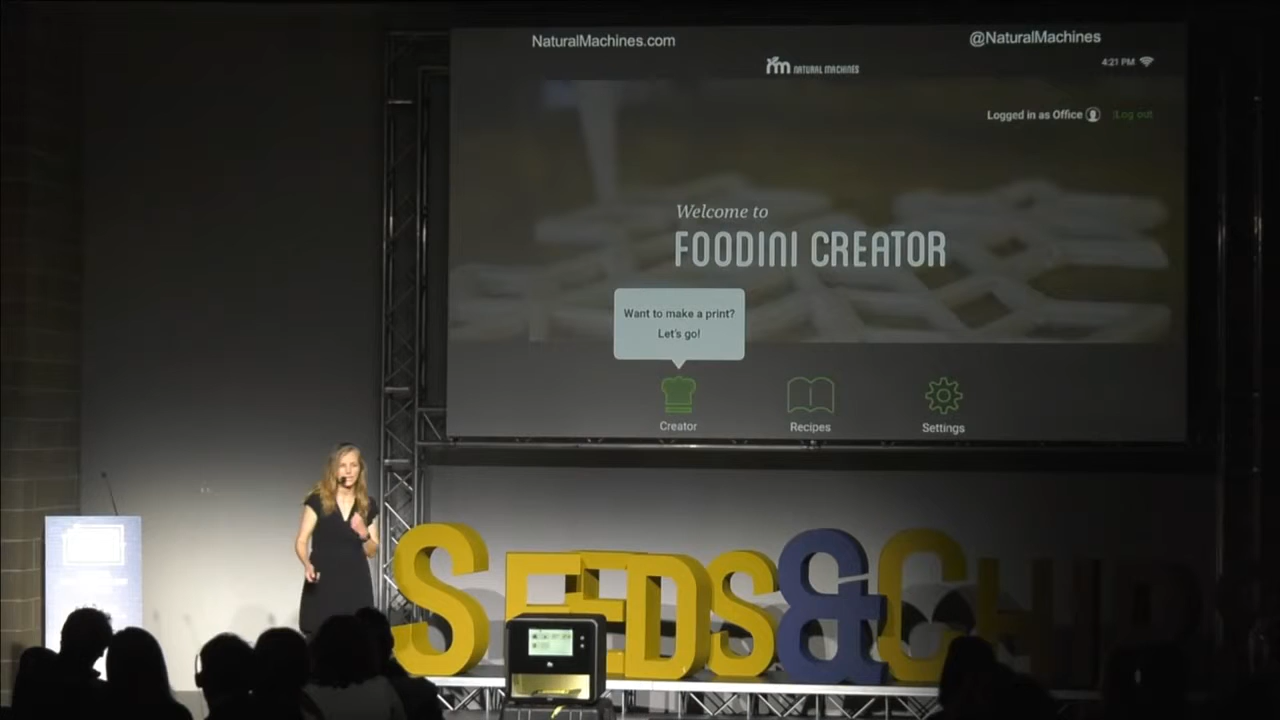 NaturalMachines.com
@NaturalMachines
NATURAL MACHINES
4:21 PM
Logged in as Office
Log out
Welcome to
FOODINI CREATOR
Want to make a print?
Let's go!
Creator
Recipes
Settings
SEEDS&CHIP